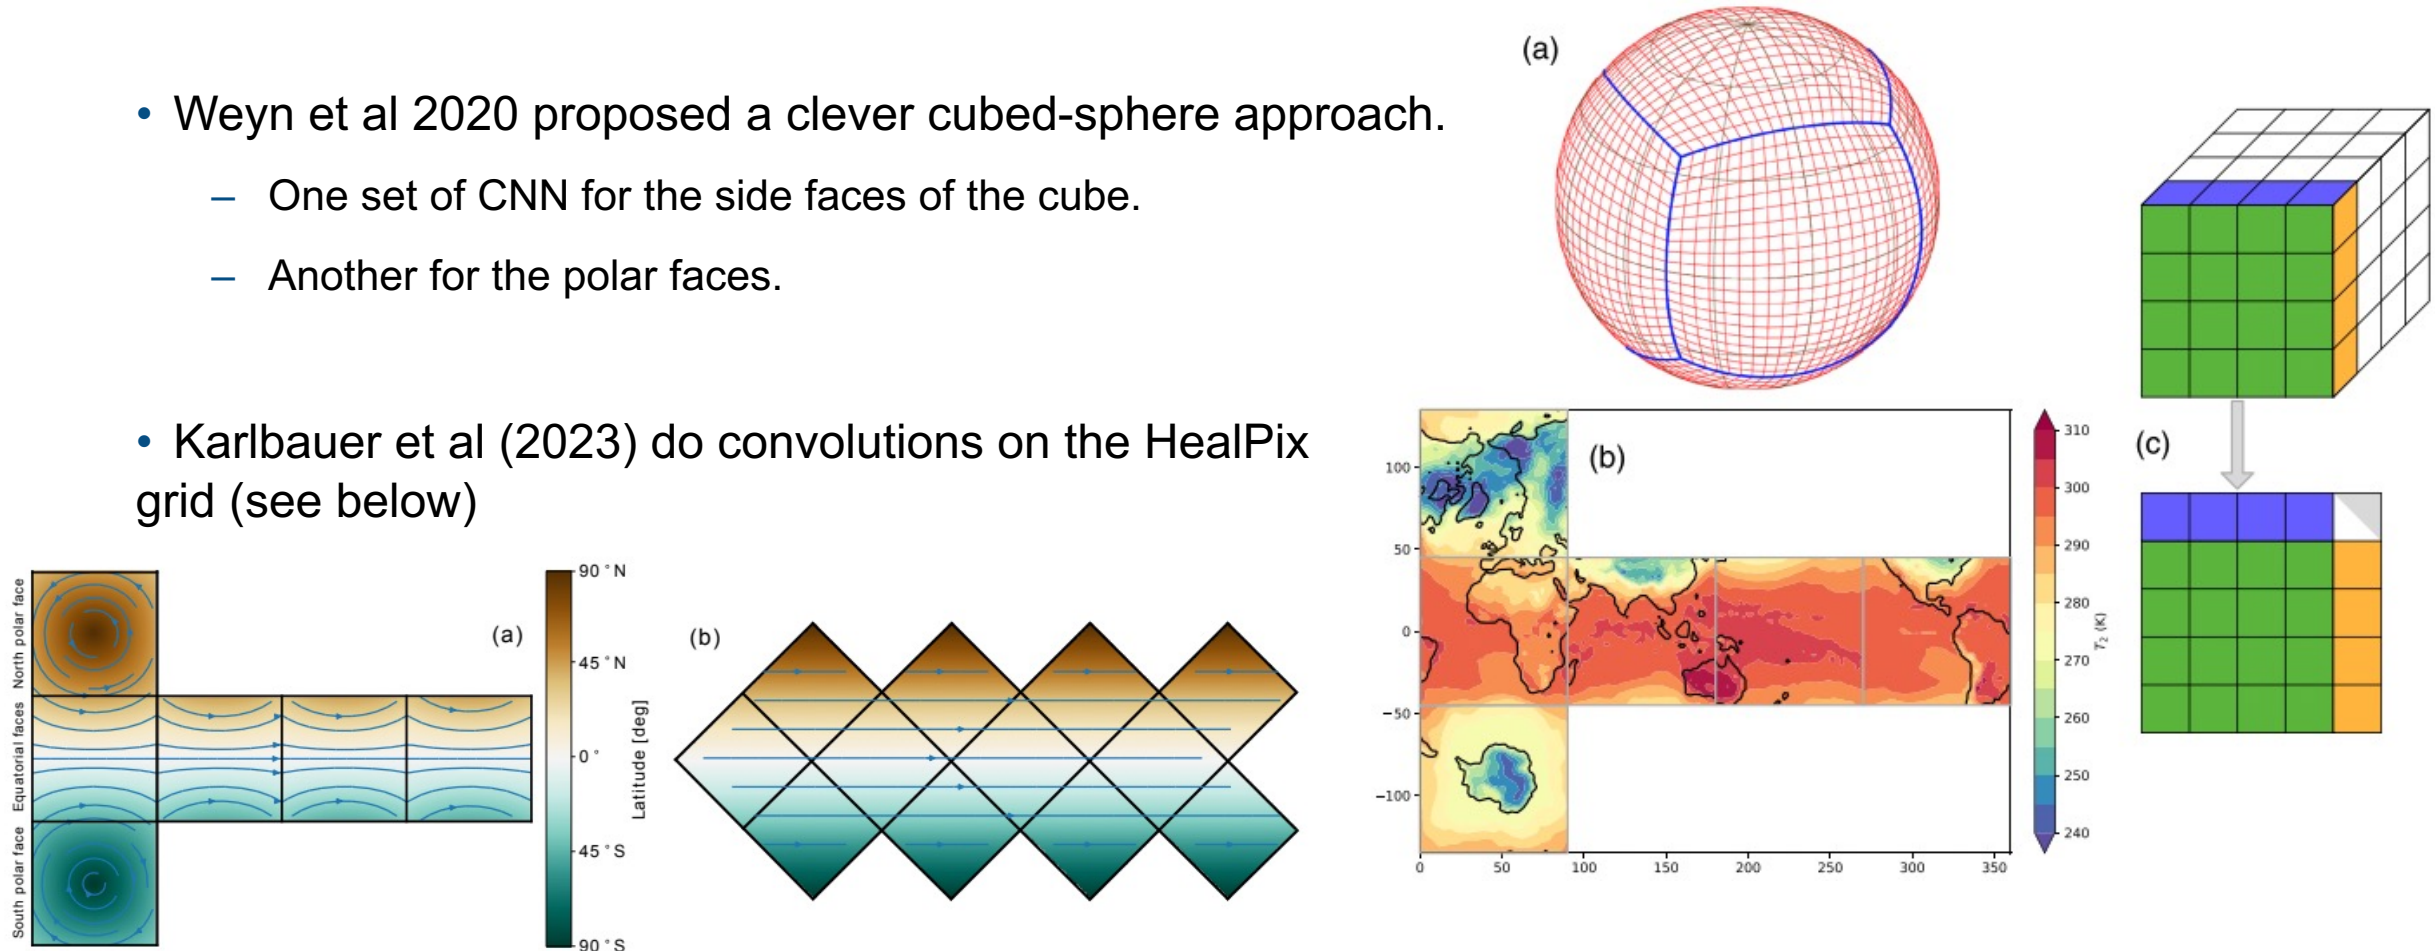 • Weyn et al 2020 proposed a clever cubed-sphere approach.
– One set of CNN for the side faces of the cube.
– Another for the polar faces.
• Karlbauer et al (2023) do convolutions on the HealPix
grid (see below)
(a)
North polar face
Equatorial faces
South polar face
90 °N
45 °N
0 °
45 °S
90 °S
Latitude [deg]
(b)
(a)
(b)
100
50
0
−50
−100
0 50 100 150 200 250 300 350
310
300
290
280
270
260
250
240
T2 (K)
(c)